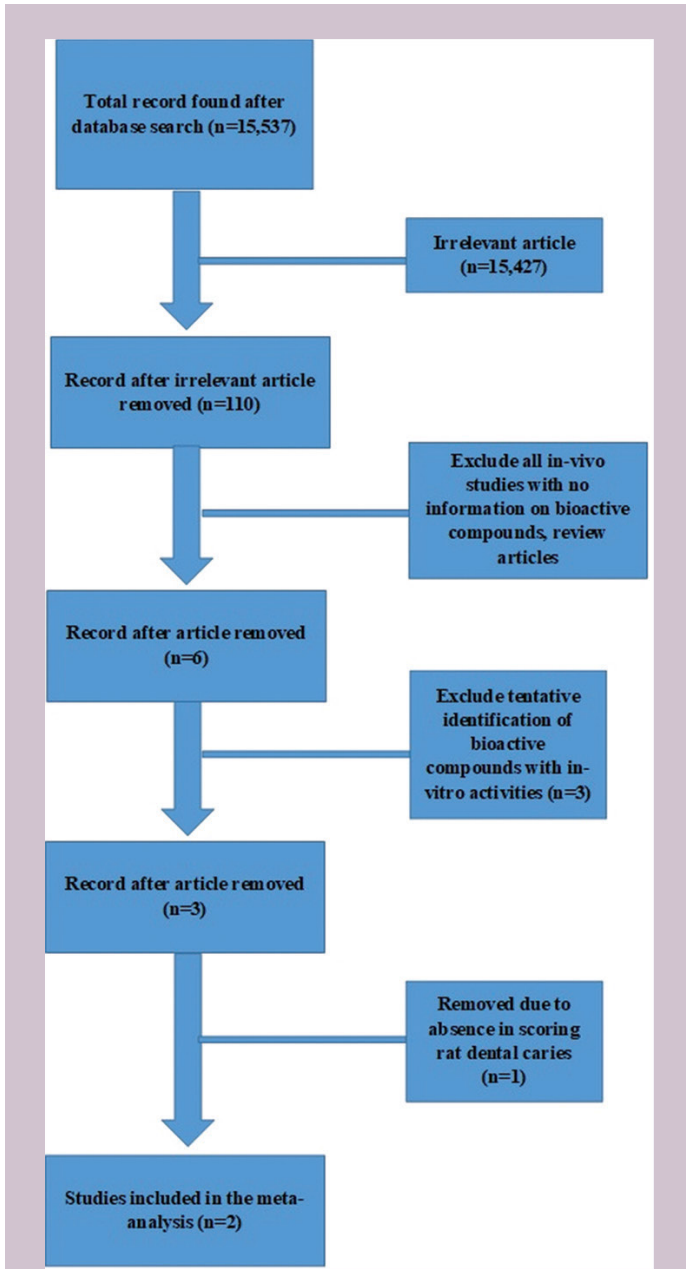 Total record found after
database search (n=15,537)
Irrelevant article
(n=15,427)
Record after irrelevant article
removed (n=110)
Exclude all in-vivo
studies with no
information on bioactive
compounds, review
articles
Record after article removed
(n=6)
Exclude tentative
identification of
bioactive
compounds with in-
vitro activities (n=3)
Record after article removed
(n=3)
Removed due to
absence in scoring
rat dental caries
(n=1)
Studies included in the meta-
analysis (n=2)